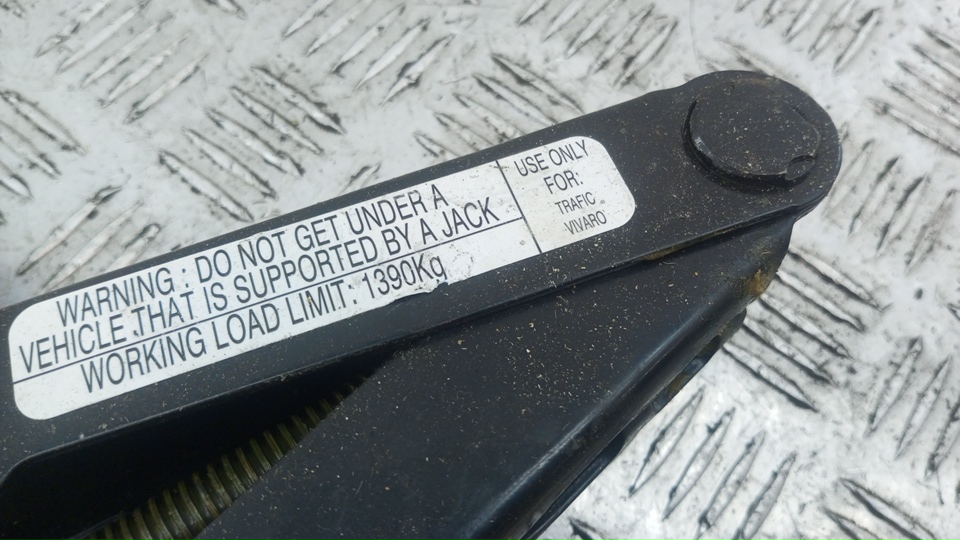 WARNING : DO NOT GET UNDER A
VEHICLE THAT IS SUPPORTED BY A JACK
WORKING LOAD LIMIT : 1390Kg
USE ONLY
FOR:
TRAFIC
VIVARO